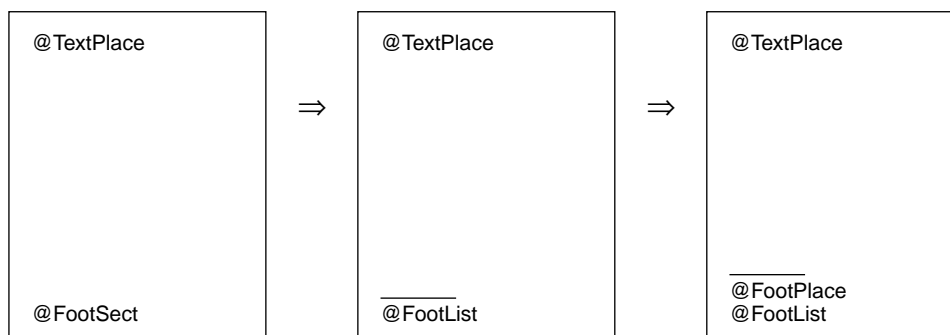 @TextPlace
@FootSect
⇒
@TextPlace
@FootList
⇒
@TextPlace
@FootPlace
@FootList